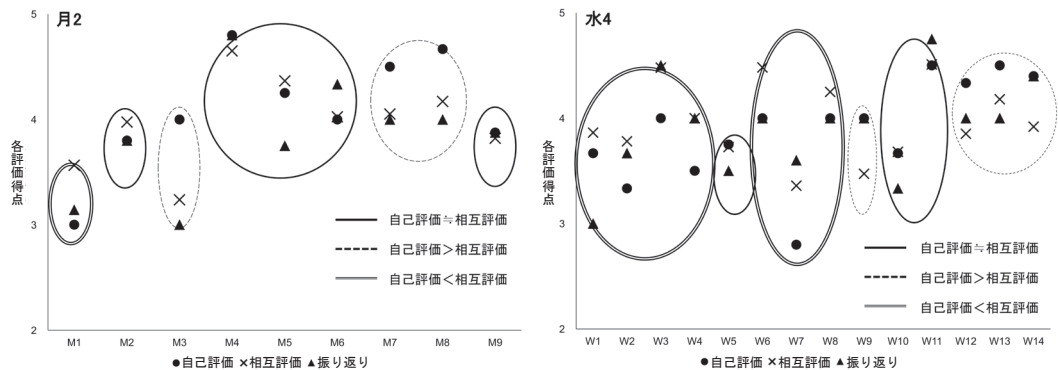 月2
5
4
3
2
各評価得点
自己評価≒相互評価
自己評価>相互評価
自己評価<相互評価
M1 M2 M3 M4 M5 M6 M7 M8 M9
●自己評価 ×相互評価 ▲振り返り
水4
5
4
3
2
各評価得点
自己評価≒相互評価
自己評価>相互評価
自己評価<相互評価
W1 W2 W3 W4 W5 W6 W7 W8 W9 W10 W11 W12 W13 W14
●自己評価 ×相互評価 ▲振り返り